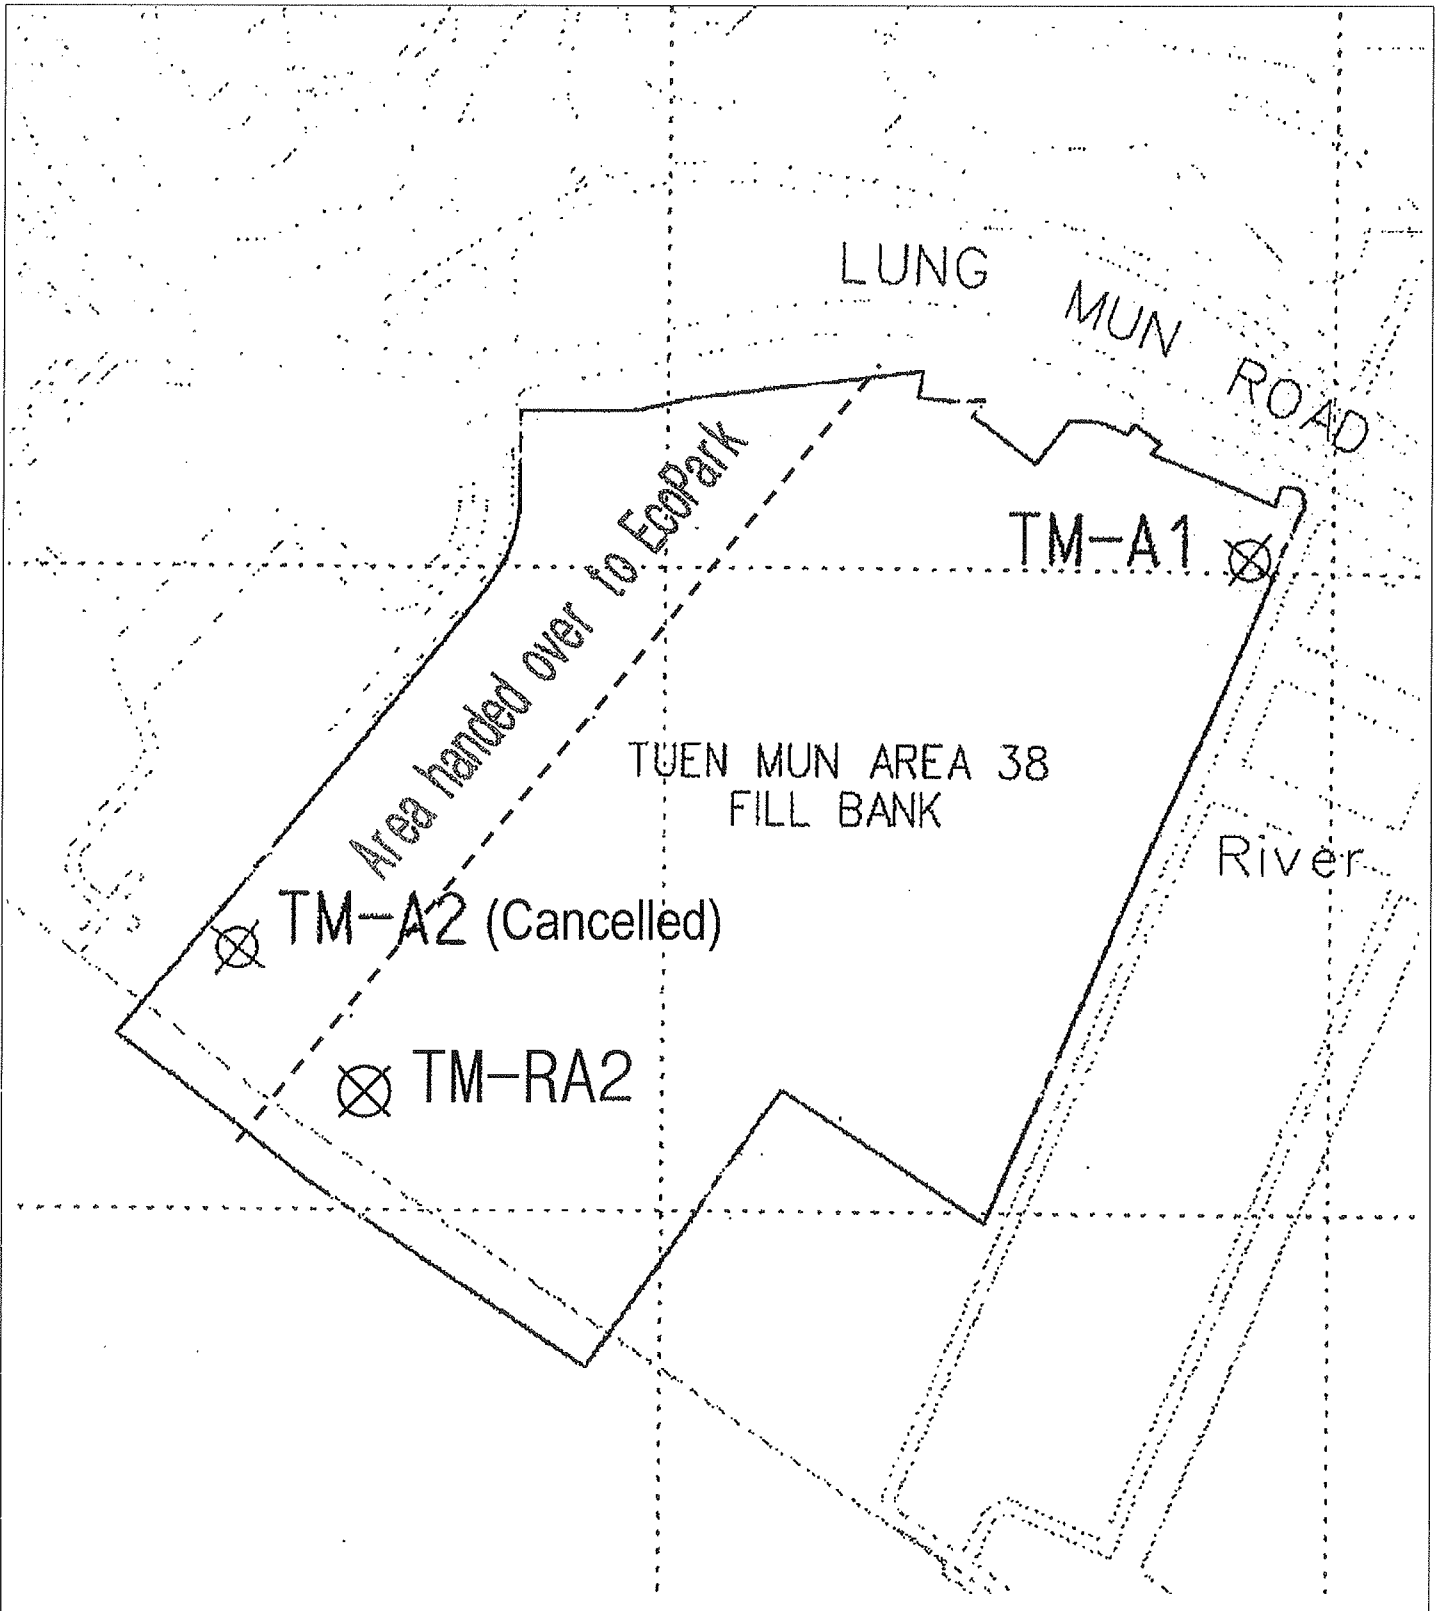 LUNG MUN ROAD
Area handed over to EcoPark
TM-A1
TUEN MUN AREA 38
FILL BANK
River
TM-A2 (Cancelled)
TM-RA2